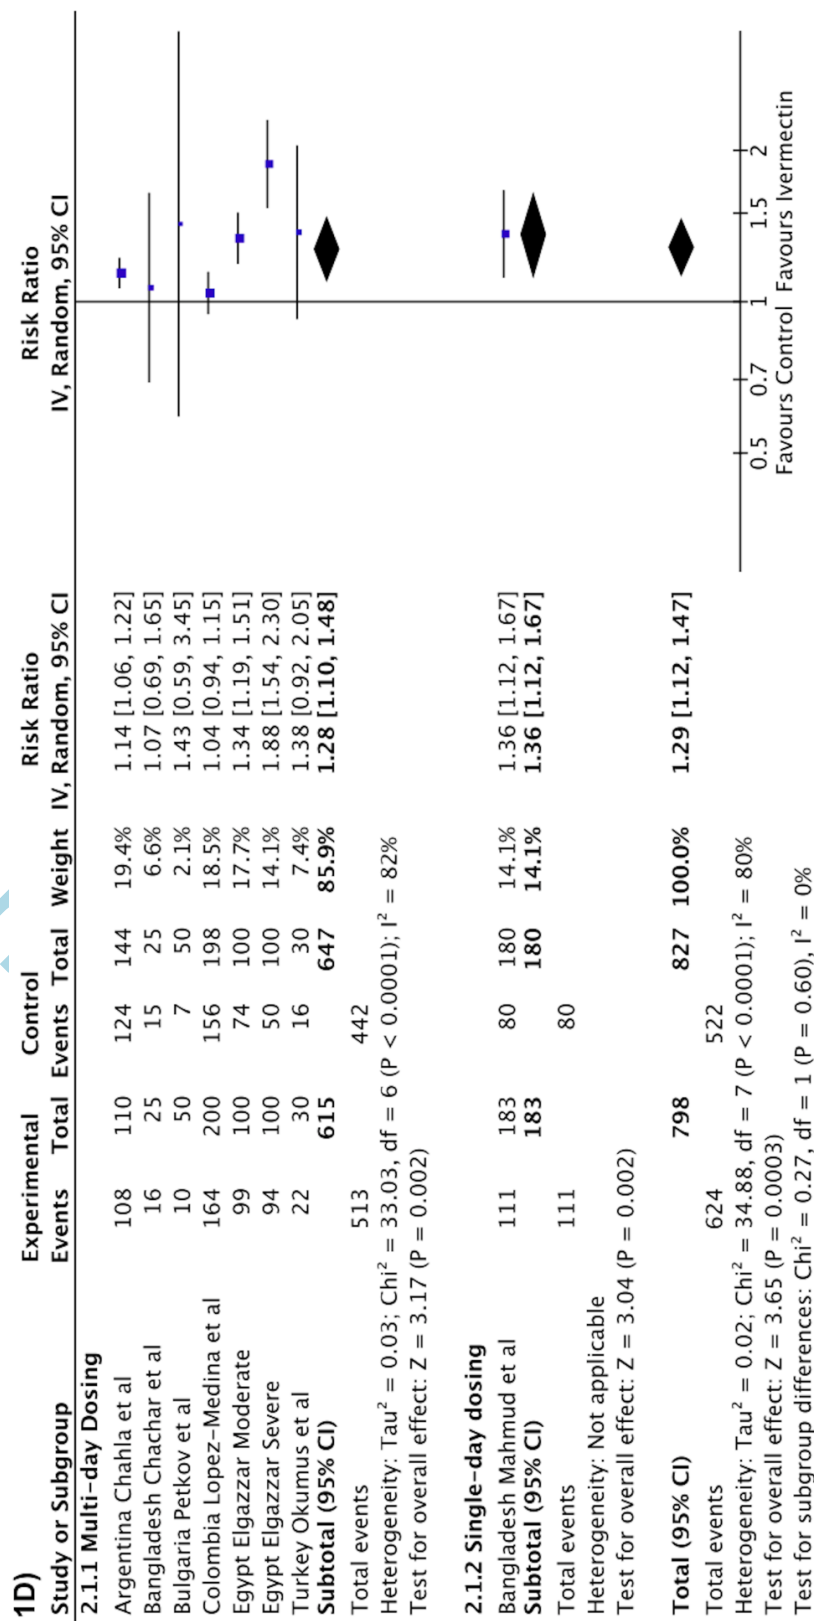 1D)
Experimental Control Risk Ratio Risk Ratio
Study or Subgroup Events Total Events Total Weight IV, Random, 95% CI IV, Random, 95% CI
2.1.1 Multi-day Dosing
Argentina Chahla et al 108 110 124 144 19.4% 1.14 [1.06, 1.22]
Bangladesh Chachar et al 16 25 15 25 6.6% 1.07 [0.69, 1.65]
Bulgaria Petkov et al 10 50 7 50 2.1% 1.43 [0.59, 3.45]
Colombia Lopez-Medina et al 164 200 156 198 18.5% 1.04 [0.94, 1.15]
Egypt Elgazzar Moderate 99 100 74 100 17.7% 1.34 [1.19, 1.51]
Egypt Elgazzar Severe 94 100 50 100 14.1% 1.88 [1.54, 2.30]
Turkey Okumus et al 22 30 16 30 7.4% 1.38 [0.92, 2.05]
Subtotal (95% CI) 615 647 85.9% 1.28 [1.10, 1.48]
Total events 513 442
Heterogeneity: Tau² = 0.03; Chi² = 33.03, df = 6 (P < 0.0001); I² = 82%
Test for overall effect: Z = 3.17 (P = 0.002)
2.1.2 Single-day dosing
Bangladesh Mahmud et al 111 183 80 180 14.1% 1.36 [1.12, 1.67]
Subtotal (95% CI) 183 180 14.1% 1.36 [1.12, 1.67]
Total events 111 80
Heterogeneity: Not applicable
Test for overall effect: Z = 3.04 (P = 0.002)
Total (95% CI) 798 827 100.0% 1.29 [1.12, 1.47]
Total events 624 522
Heterogeneity: Tau² = 0.02; Chi² = 34.88, df = 7 (P < 0.0001); I² = 80%
Test for overall effect: Z = 3.65 (P = 0.0003)
Test for subgroup differences: Chi² = 0.27, df = 1 (P = 0.60), I² = 0%
0.5 0.7 1 1.5 2
Favours Control Favours Ivermectin